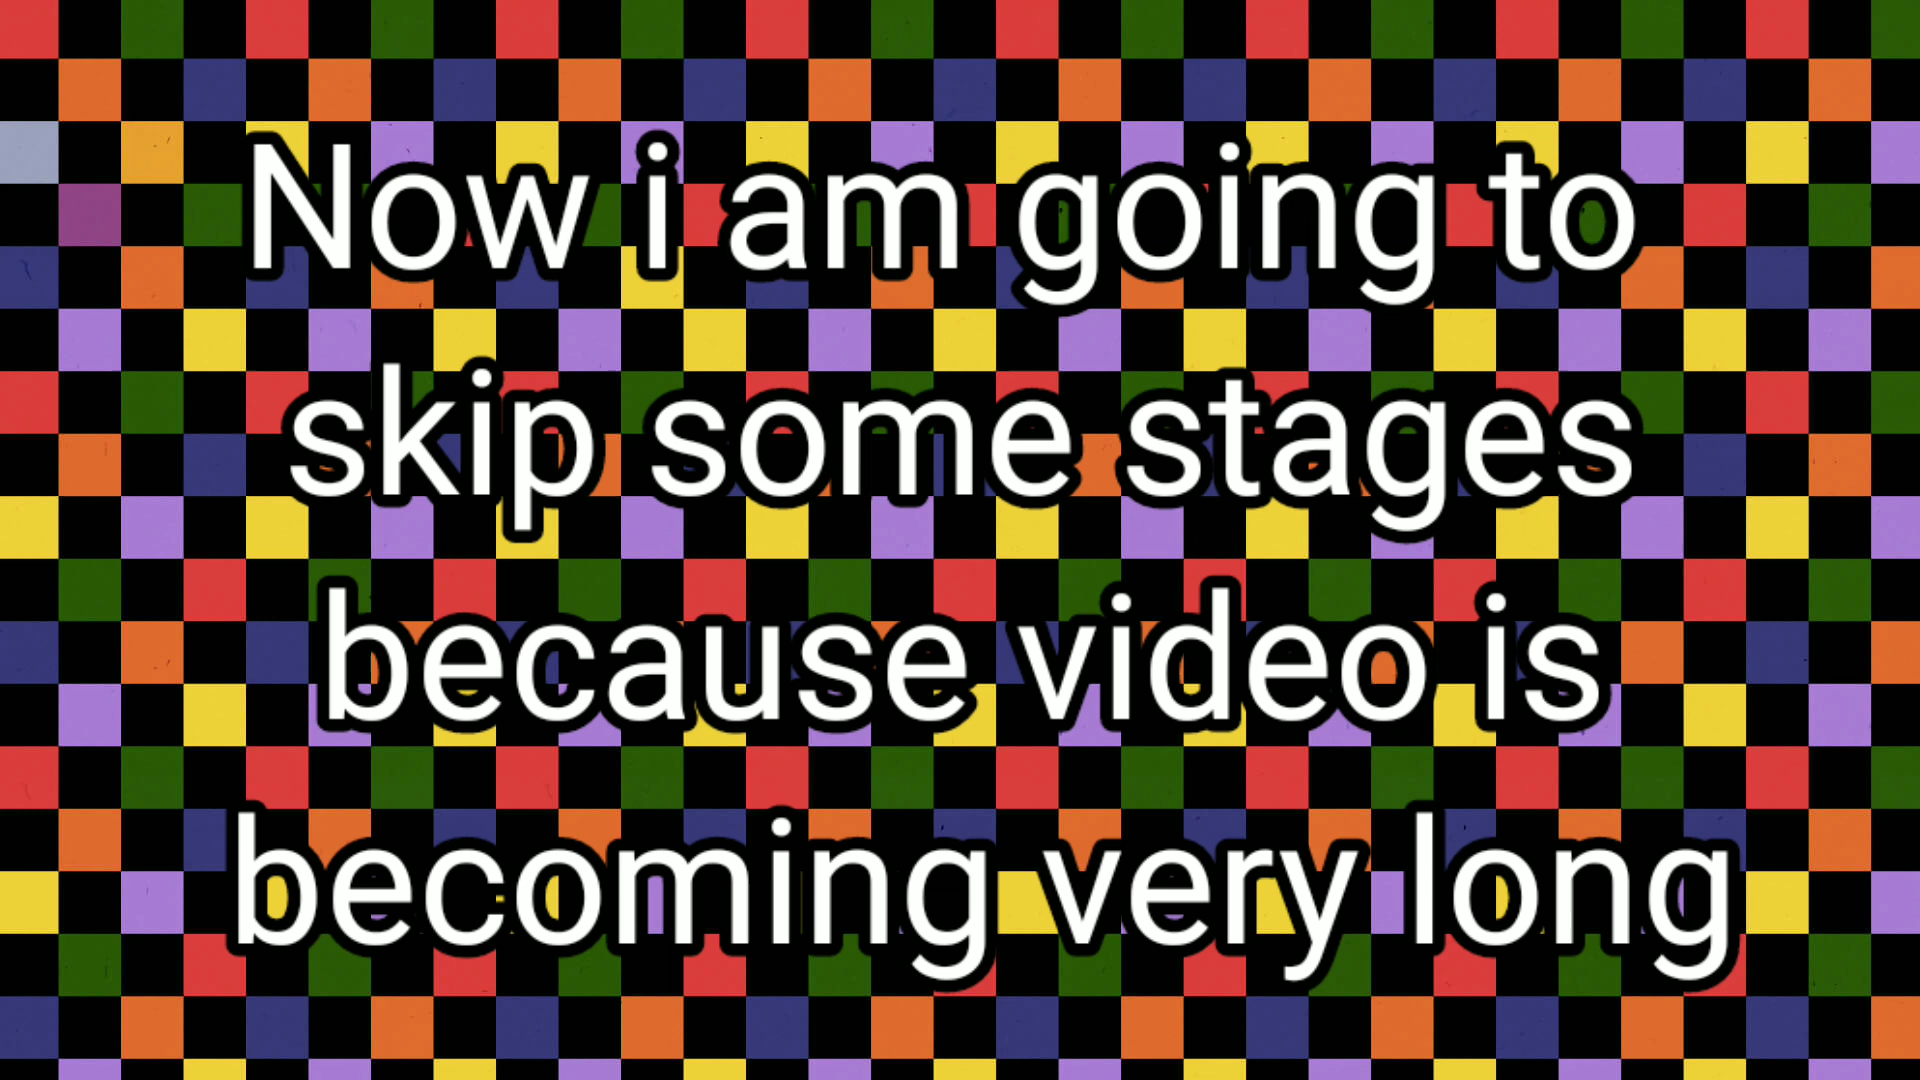 Now i am going to
skip some stages
because video is
becoming very long